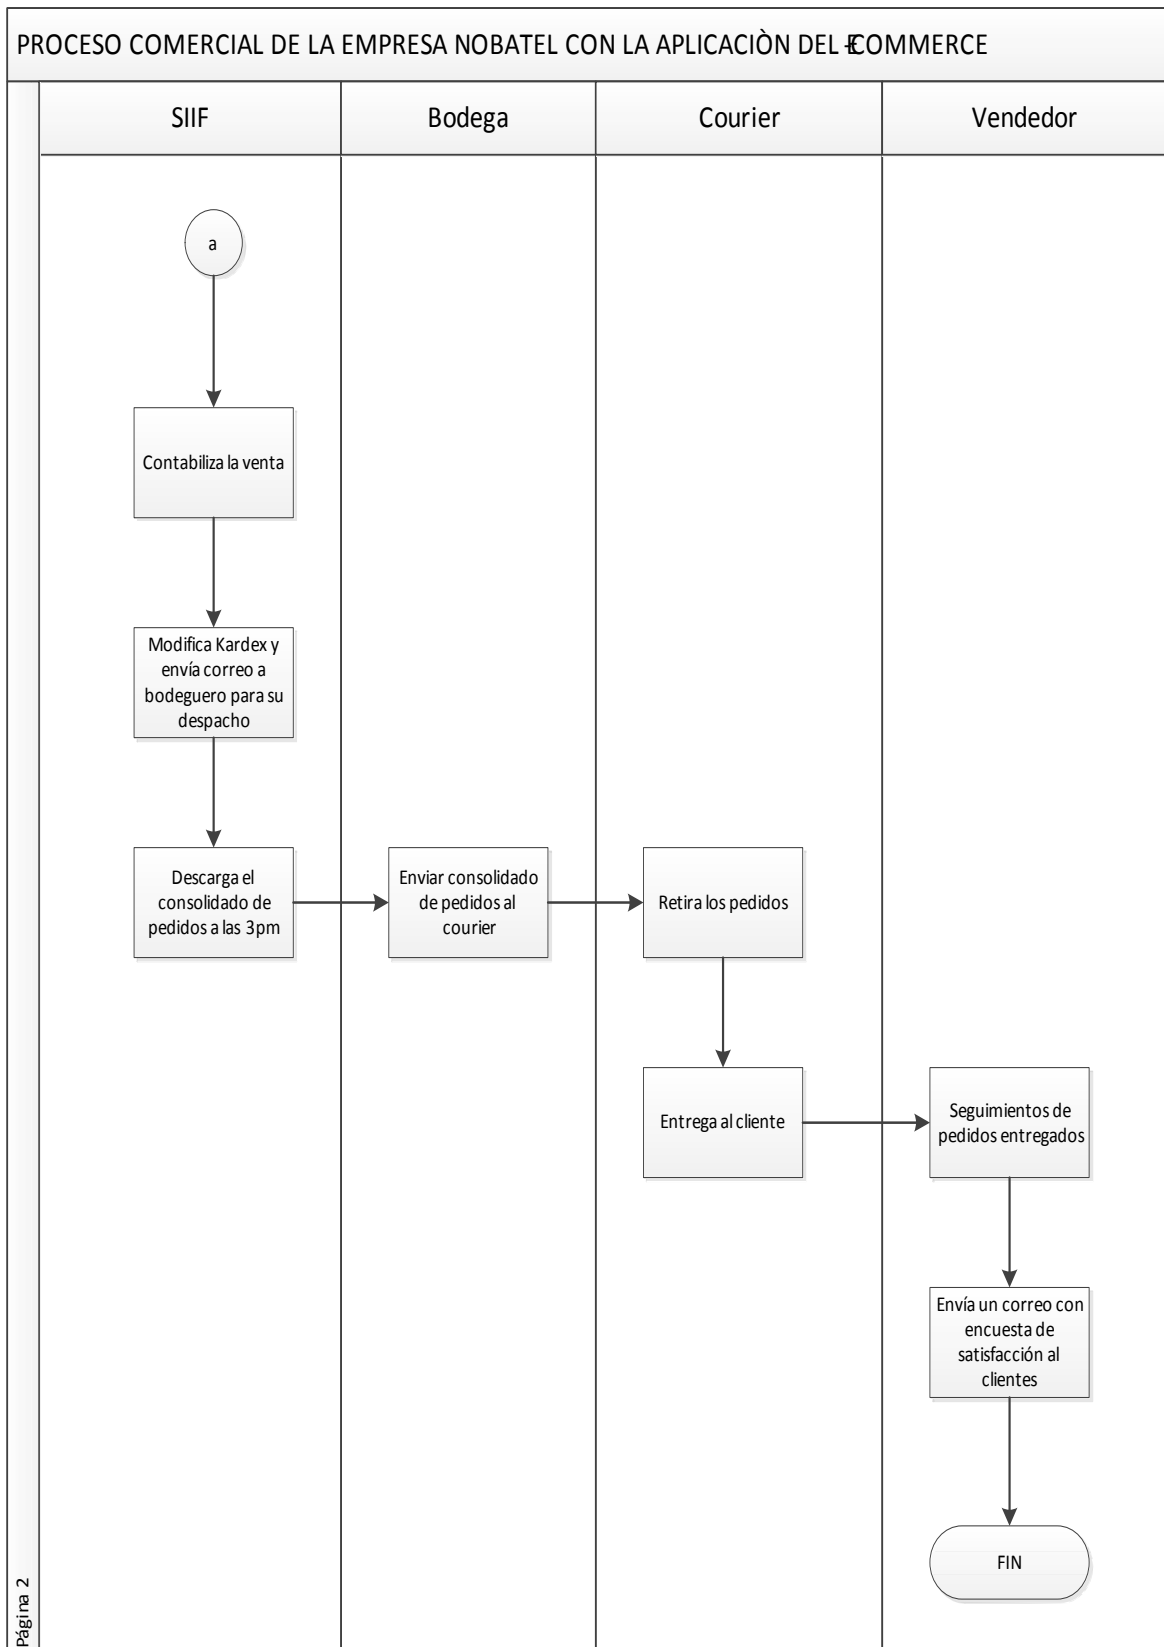 PROCESO COMERCIAL DE LA EMPRESA NOBATEL CON LA APLICACIÒN DEL E-COMMERCE
SIIF
Bodega
Courier
Vendedor
a
Contabiliza la venta
Modifica Kardex y
envía correo a
bodeguero para su
despacho
Descarga el
consolidado de
pedidos a las 3pm
Enviar consolidado
de pedidos al
courier
Retira los pedidos
Entrega al cliente
Seguimientos de
pedidos entregados
Envía un correo con
encuesta de
satisfacción al
clientes
FIN
Página 2